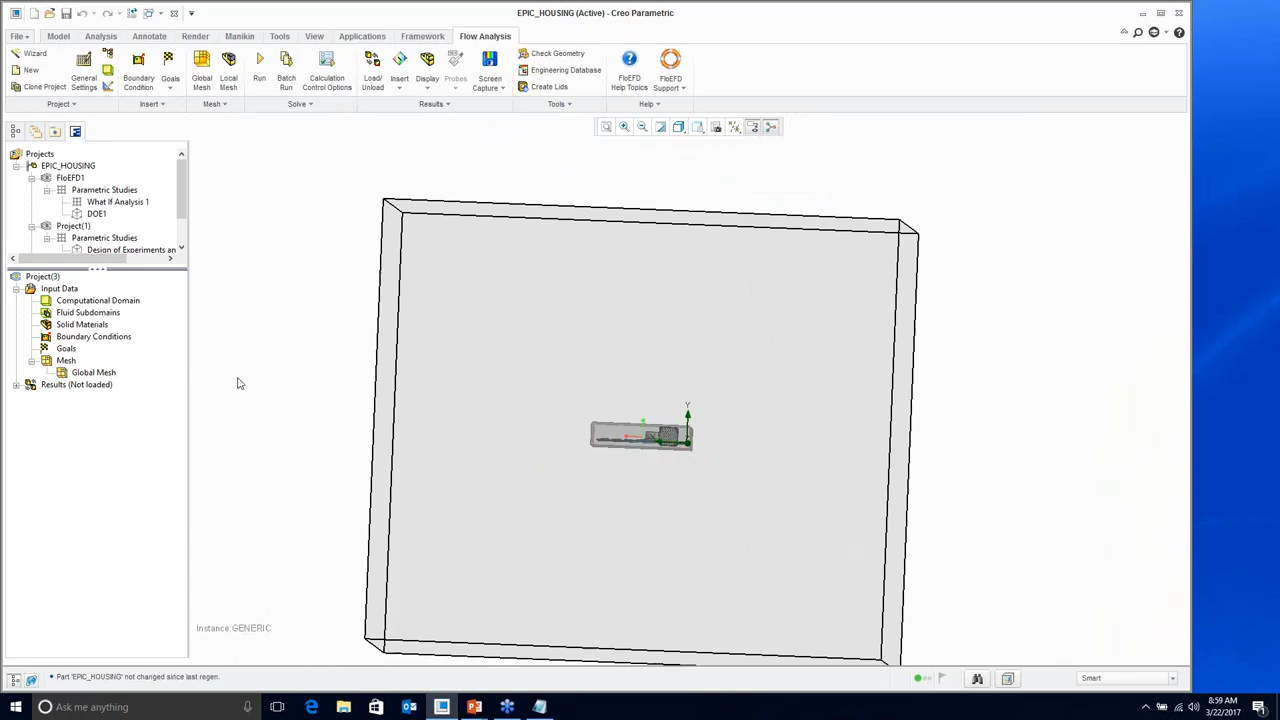 EPIC_HOUSING (Active) - Creo Parametric
File Model Analysis Annotate Render Manikin Tools View Applications Framework Flow Analysis
Wizard
New
Clone Project
General Settings
Boundary Condition
Goals
Global Mesh
Local Mesh
Run
Batch Run
Calculation Control Options
Load/ Unload
Insert
Display
Probes
Screen Capture
Check Geometry
Engineering Database
Create Lids
FloEFD Help Topics
FloEFD Support
Project Insert Mesh Solve Results Tools Help
Projects
EPIC_HOUSING
FloEFD1
Parametric Studies
What If Analysis 1
DOE1
Project(1)
Parametric Studies
Design of Experiments an
Project(3)
Input Data
Computational Domain
Fluid Subdomains
Solid Materials
Boundary Conditions
Goals
Mesh
Global Mesh
Results (Not loaded)
Y
Instance:GENERIC
• Part 'EPIC_HOUSING' not changed since last regen.
Smart
Ask me anything
8:59 AM
3/22/2017